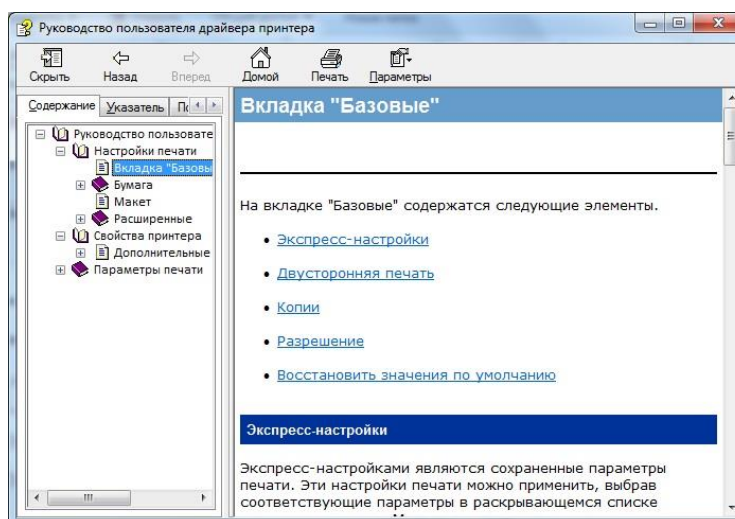 Руководство пользователя драйвера принтера
Скрыть Назад Вперед Домой Печать Параметры
Содержание Указатель
Руководство пользовате
Настройки печати
Вкладка "Базовы
Бумага
Макет
Расширенные
Свойства принтера
Дополнительные
Параметры печати
Вкладка "Базовые"
На вкладке "Базовые" содержатся следующие элементы.
• Экспресс-настройки
• Двусторонняя печать
• Копии
• Разрешение
• Восстановить значения по умолчанию
Экспресс-настройки
Экспресс-настройками являются сохраненные параметры
печати. Эти настройки печати можно применить, выбрав
соответствующие параметры в раскрывающемся списке